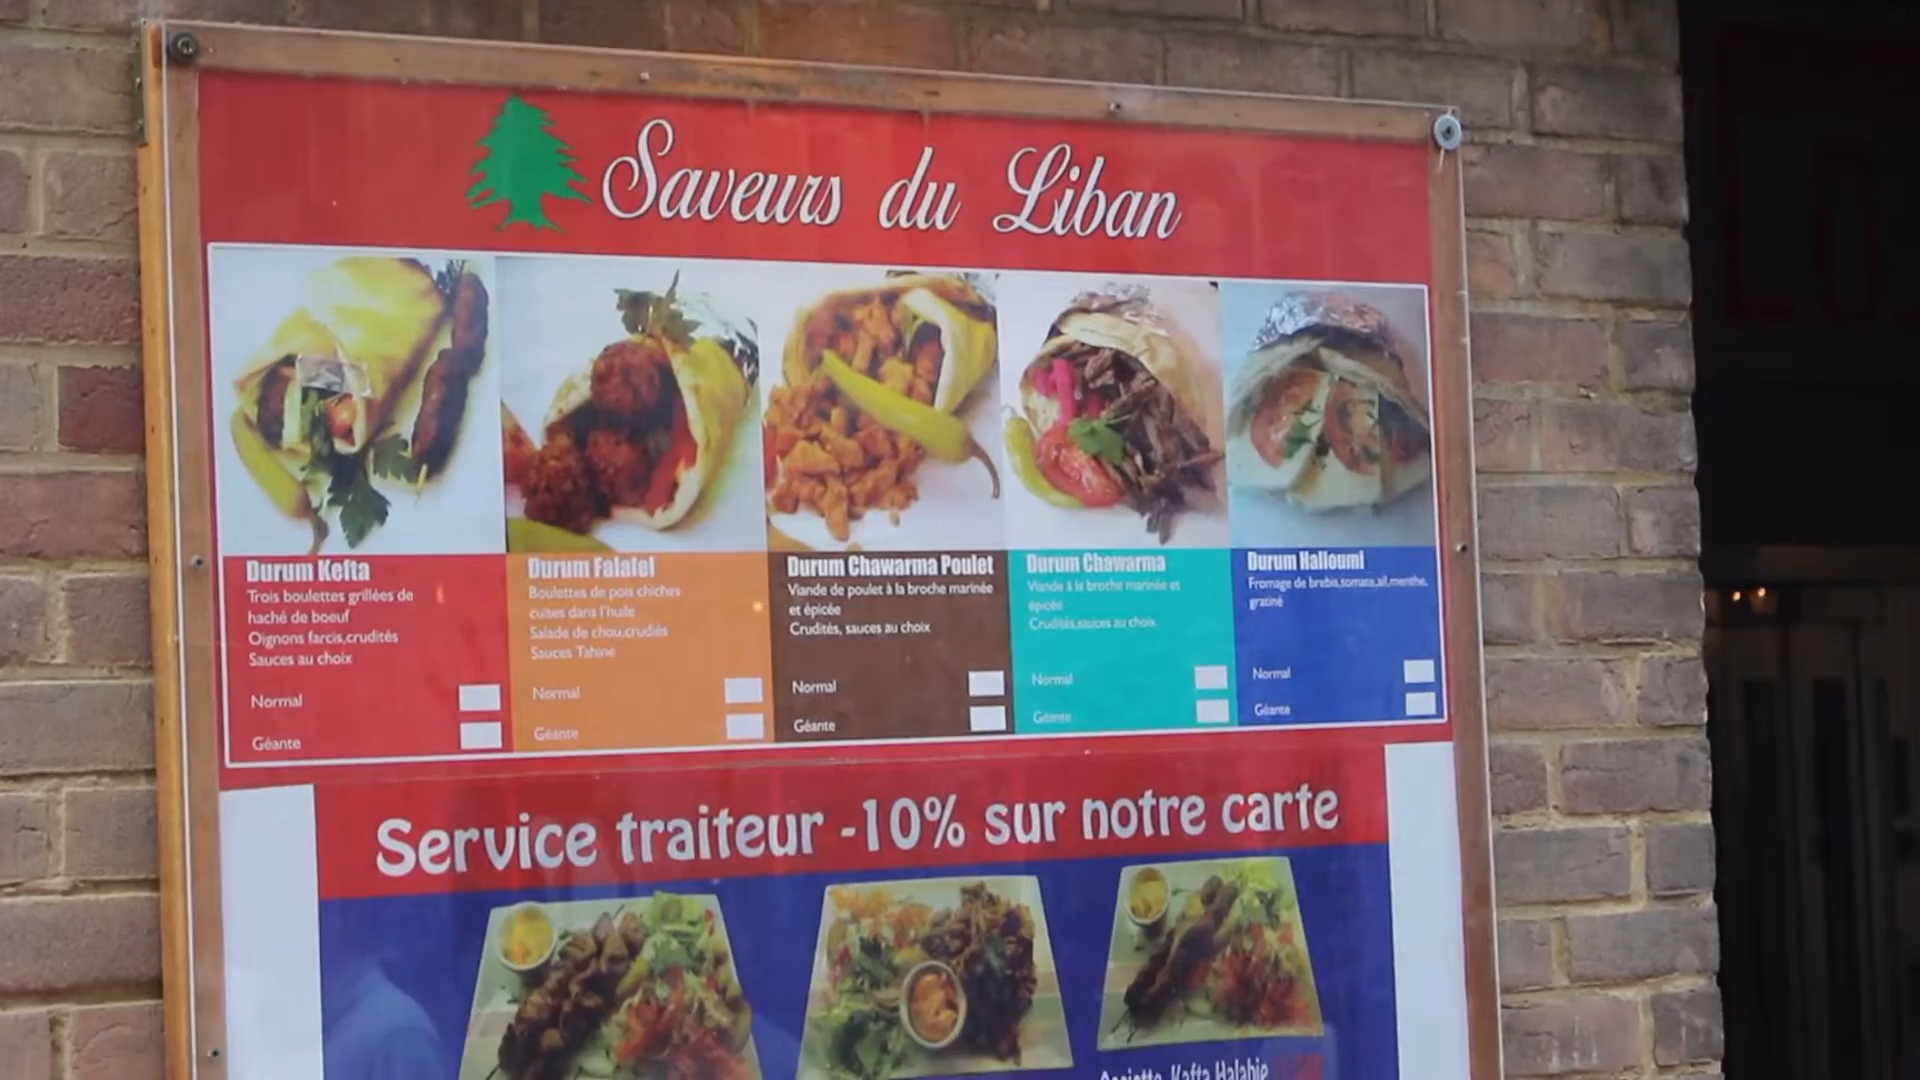 Saveurs du Liban
Durum Kefta
Trois boulettes grillées de
haché de boeuf
Oignons farcis,crudités
Sauces au choix
Normal
Géante
Durum Falafel
Boulettes de pois chiches
cuites dans l'huile
Salade de chou,crudiés
Sauces Tahine
Normal
Géante
Durum Chawarma Poulet
Viande de poulet à la broche marinée
et épicée
Crudités, sauces au choix
Normal
Géante
Durum Chawarma
Viande à la broche marinée et
épicée
Crudités,sauces au choix
Normal
Géante
Durum Halloumi
Fromage de brebis,tomate,ail,menthe,
gratiné
Normal
Géante
Service traiteur -10% sur notre carte
Assiette Kafta Halabie